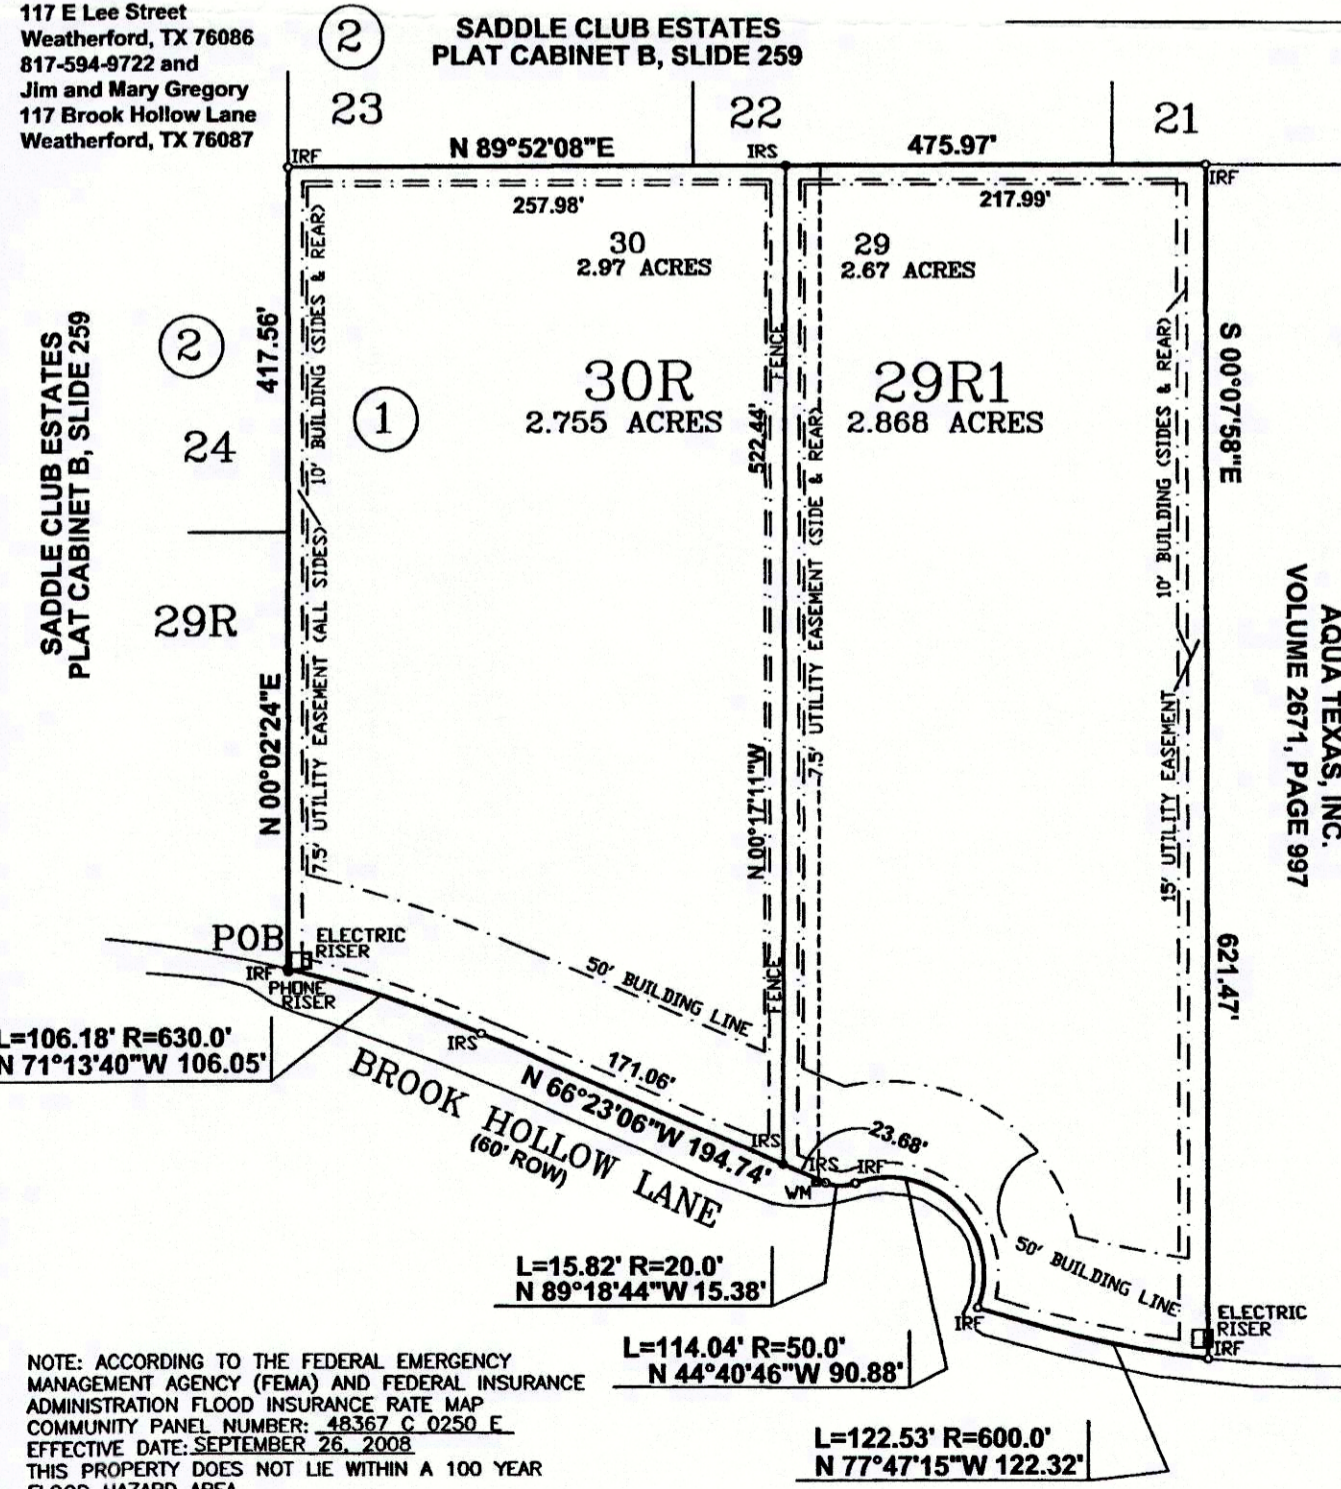 117 E Lee Street
Weatherford, TX 76086
817-594-9722 and
Jim and Mary Gregory
117 Brook Hollow Lane
Weatherford, TX 76087
2
SADDLE CLUB ESTATES
PLAT CABINET B, SLIDE 259
23
22
21
IRF
N 89°52'08"E
IRS
475.97'
IRF
257.98'
217.99'
30
2.97 ACRES
29
2.67 ACRES
SADDLE CLUB ESTATES
PLAT CABINET B, SLIDE 259
2
24
29R
417.56'
N 00°02'24"E
10' BUILDING (SIDES & REAR)
7.5' UTILITY EASEMENT (ALL SIDES)
1
30R
2.755 ACRES
29R1
2.868 ACRES
FENCE
522.44'
N 00°17'11"W
FENCE
7.5' UTILITY EASEMENT (SIDE & REAR)
10' BUILDING (SIDES & REAR)
15' UTILITY EASEMENT
S 00°07'58"E
621.47'
AQUA TEXAS, INC.
VOLUME 2671, PAGE 997
POB
ELECTRIC
RISER
IRF
PHONE
RISER
50' BUILDING LINE
L=106.18' R=630.0'
N 71°13'40"W 106.05'
IRS
171.06'
N 66°23'06"W 194.74'
BROOK HOLLOW LANE
(60' ROW)
IRS
23.68'
IRS
IRF
WM
50' BUILDING LINE
L=15.82' R=20.0'
N 89°18'44"W 15.38'
IRF
ELECTRIC
RISER
IRF
L=114.04' R=50.0'
N 44°40'46"W 90.88'
L=122.53' R=600.0'
N 77°47'15"W 122.32'
NOTE: ACCORDING TO THE FEDERAL EMERGENCY
MANAGEMENT AGENCY (FEMA) AND FEDERAL INSURANCE
ADMINISTRATION FLOOD INSURANCE RATE MAP
COMMUNITY PANEL NUMBER: 48367 C 0250 E
EFFECTIVE DATE: SEPTEMBER 26, 2008
THIS PROPERTY DOES NOT LIE WITHIN A 100 YEAR
FLOOD HAZARD AREA